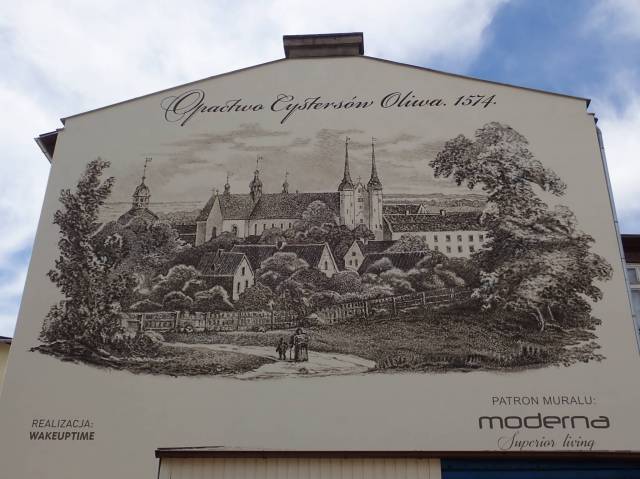 Opactwo Cystersów Oliwa. 1574.
REALIZACJA:
WAKEUPTIME
PATRON MURALU:
moderna
Superior living